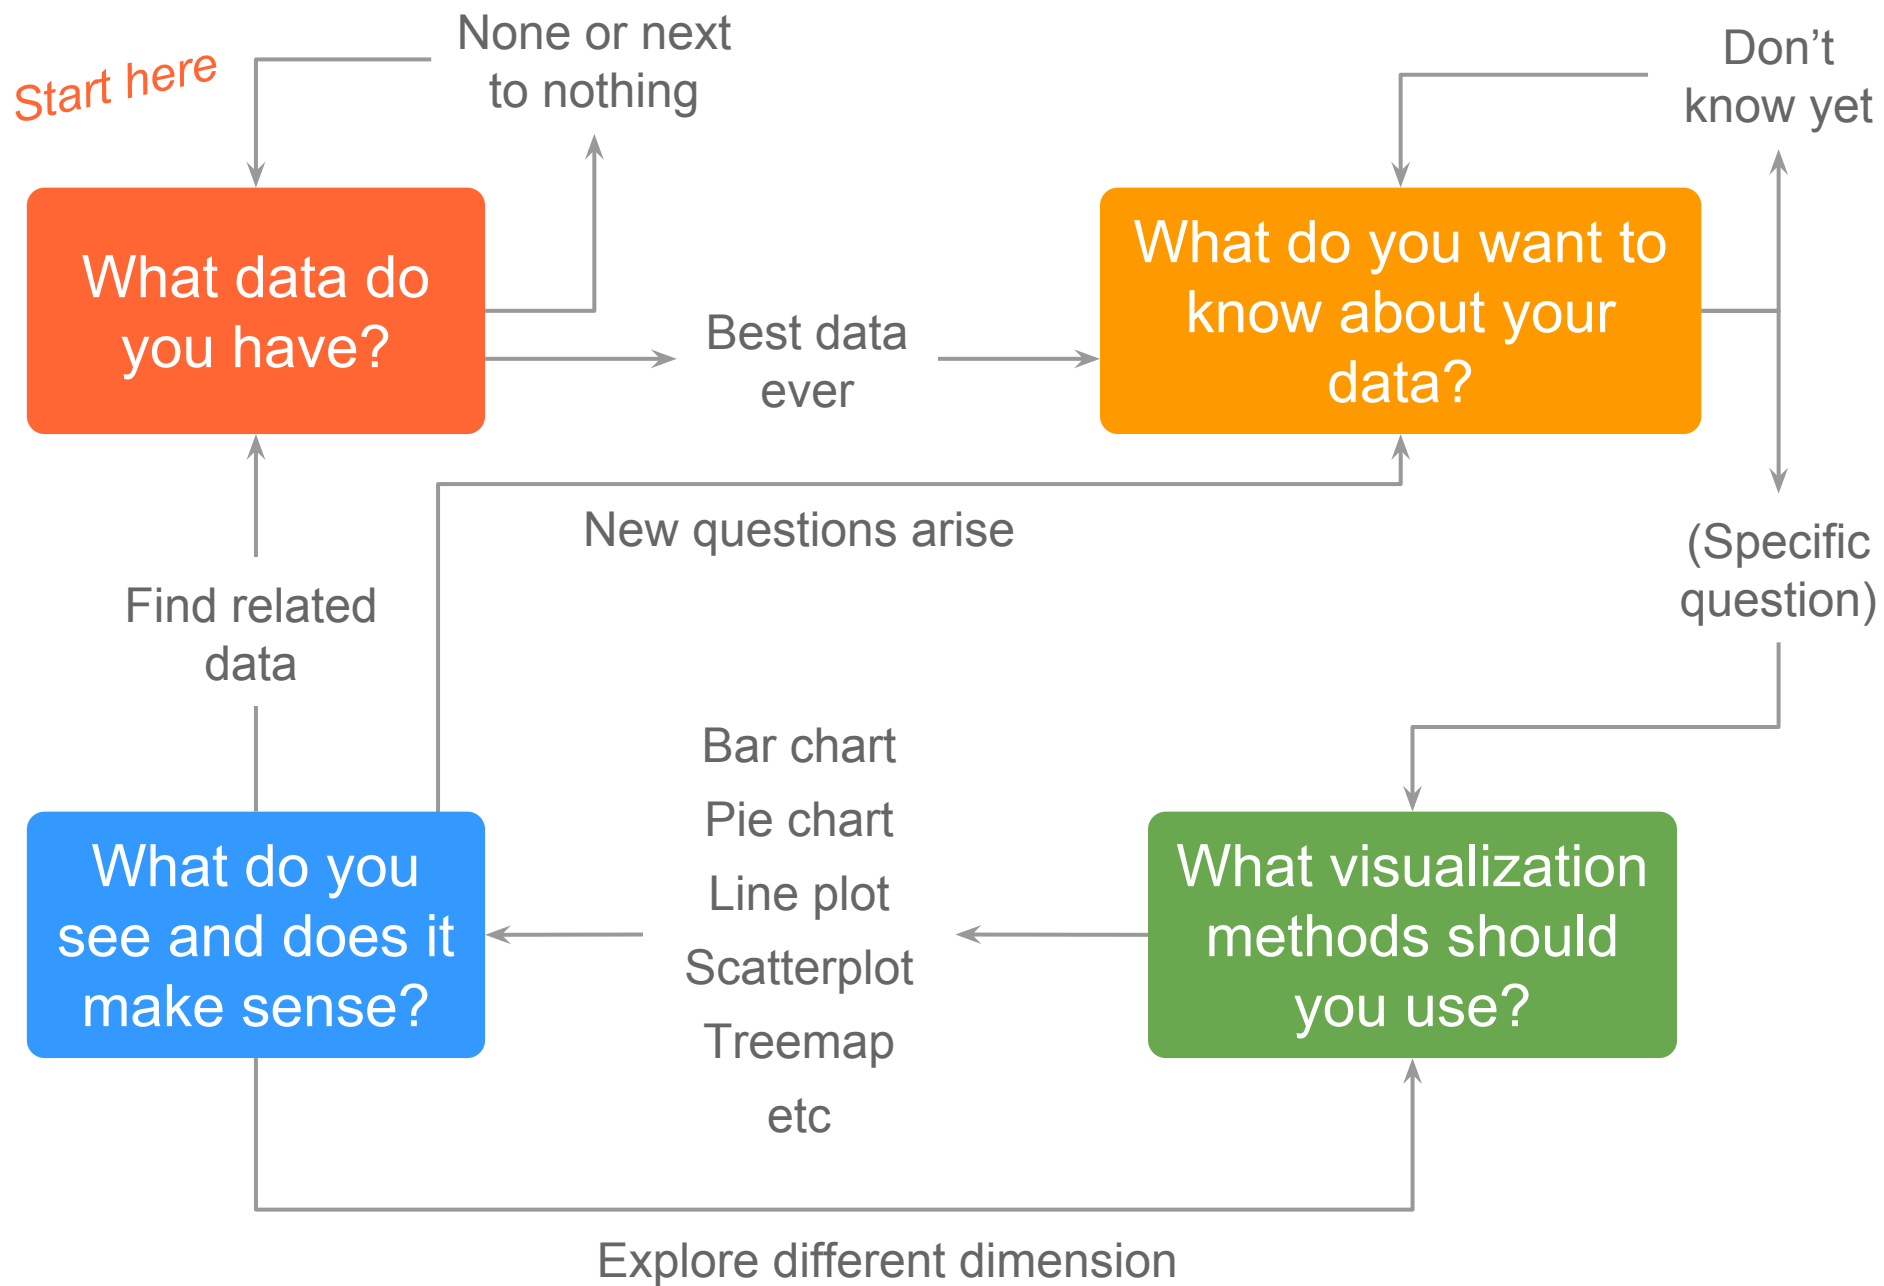 Start here
None or next
to nothing
Don’t
know yet
What data do
you have?
Best data
ever
What do you want to
know about your
data?
New questions arise
(Specific
question)
Find related
data
Bar chart
Pie chart
Line plot
Scatterplot
Treemap
etc
What do you
see and does it
make sense?
What visualization
methods should
you use?
Explore different dimension